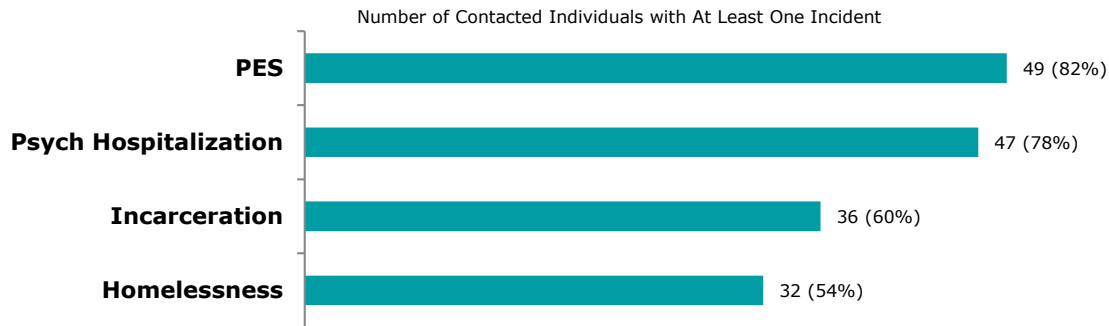 Number of Contacted Individuals with At Least One Incident
PES 49 (82%)
Psych Hospitalization 47 (78%)
Incarceration 36 (60%)
Homelessness 32 (54%)